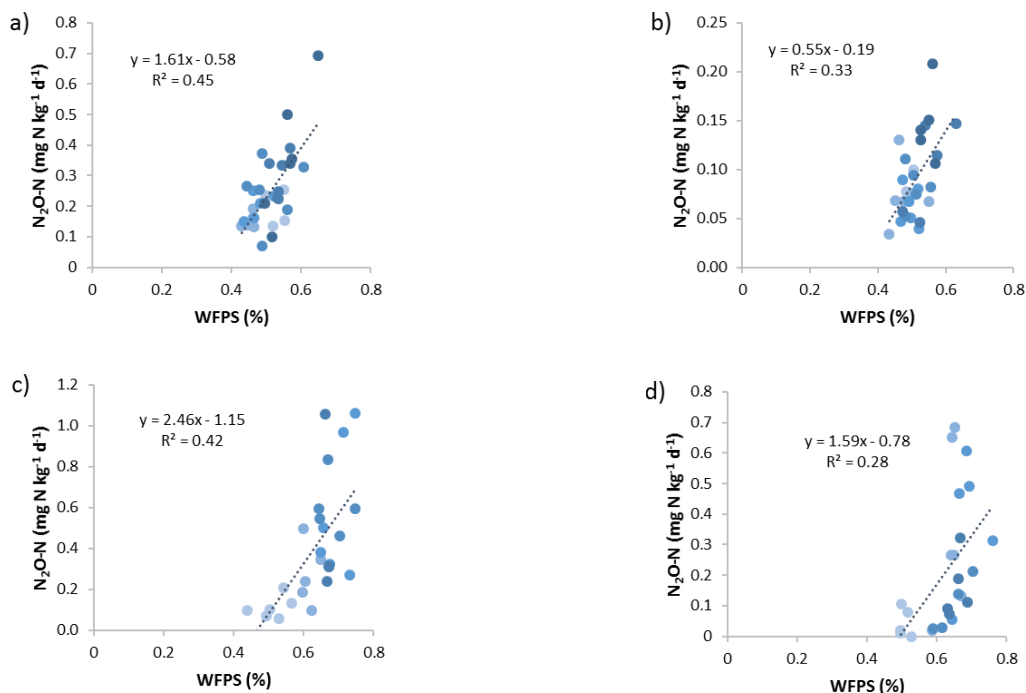 a)
N₂O-N (mg N kg⁻¹ d⁻¹)
0.8
0.7
0.6
0.5
0.4
0.3
0.2
0.1
0
y = 1.61x - 0.58
R² = 0.45
0 0.2 0.4 0.6 0.8
WFPS (%)
b)
N₂O-N (mg N kg⁻¹ d⁻¹)
0.25
0.20
0.15
0.10
0.05
0.00
y = 0.55x - 0.19
R² = 0.33
0 0.2 0.4 0.6 0.8
WFPS (%)
c)
N₂O-N (mg N kg⁻¹ d⁻¹)
1.2
1.0
0.8
0.6
0.4
0.2
0.0
y = 2.46x - 1.15
R² = 0.42
0 0.2 0.4 0.6 0.8
WFPS (%)
d)
N₂O-N (mg N kg⁻¹ d⁻¹)
0.8
0.7
0.6
0.5
0.4
0.3
0.2
0.1
0
y = 1.59x - 0.78
R² = 0.28
0 0.2 0.4 0.6 0.8
WFPS (%)